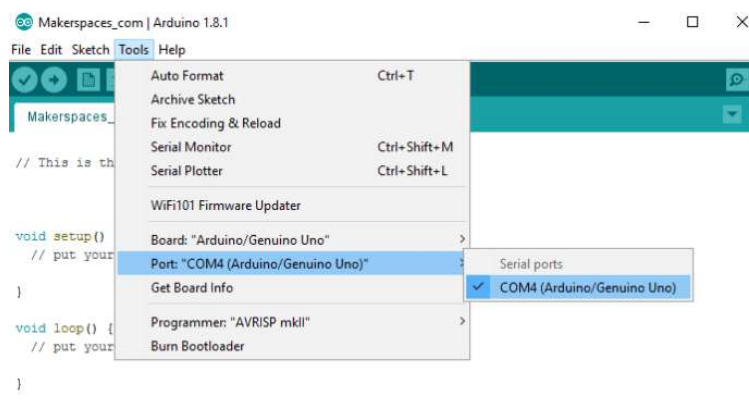 Makerspaces_com | Arduino 1.8.1
File Edit Sketch Tools Help
Makerspaces_
Auto Format Ctrl+T
Archive Sketch
Fix Encoding & Reload
Serial Monitor Ctrl+Shift+M
// This is th
Serial Plotter Ctrl+Shift+L
WiFi101 Firmware Updater
void setup()
Board: "Arduino/Genuino Uno"
// put your
Port: "COM4 (Arduino/Genuino Uno)"
Serial ports
}
Get Board Info
COM4 (Arduino/Genuino Uno)
void loop() {
Programmer: "AVRISP mkII"
// put your
Burn Bootloader
}